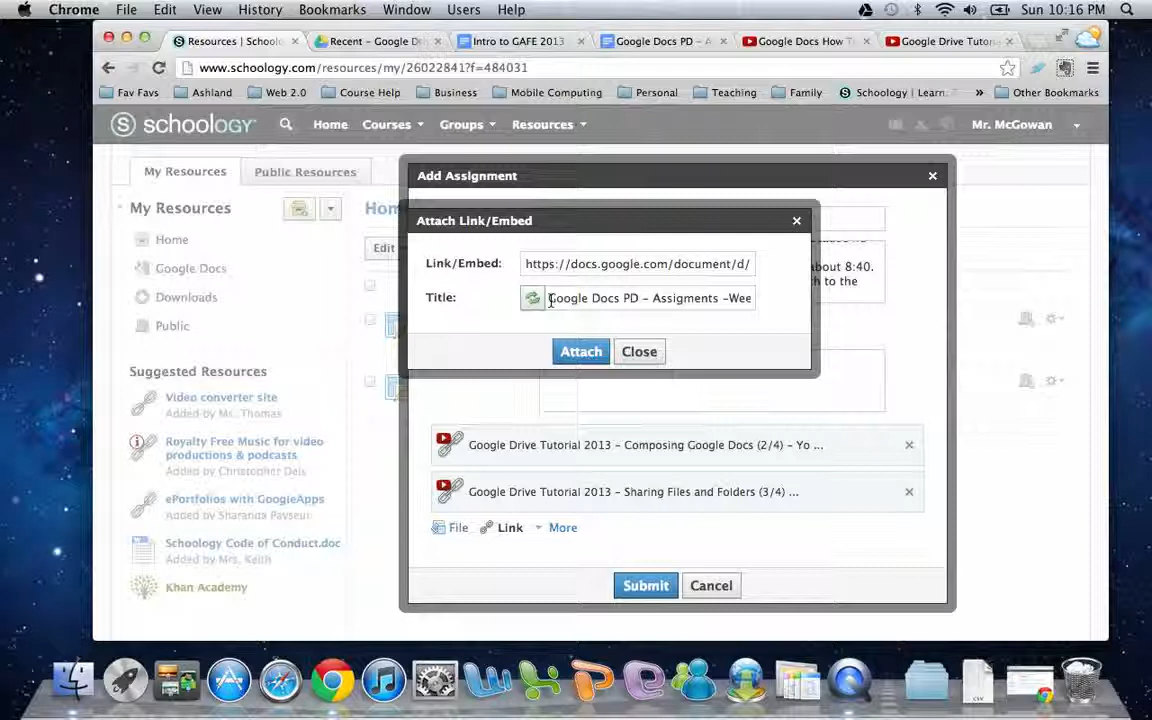 Chrome File Edit View History Bookmarks Window Users Help Sun 10:16 PM
Resources | Schoolo Recent - Google Dri Intro to GAFE 2013 Google Docs PD - A Google Docs How T Google Drive Tutori
www.schoology.com/resources/my/26022841?f=484031
Fav Favs Ashland Web 2.0 Course Help Business Mobile Computing Personal Teaching Family Schoology | Learn. » Other Bookmarks
S schoology Home Courses Groups Resources Mr. McGowan
My Resources Public Resources
Add Assignment
My Resources
Hom
Attach Link/Embed
Home
Edit
Link/Embed: https://docs.google.com/document/d/
about 8:40.
Google Docs
th to the
Downloads
Title: Google Docs PD - Assigments -Wee
Public
Attach Close
Suggested Resources
Video converter site
Added by Ms. Thomas
Royalty Free Music for video
productions & podcasts
Added by Christopher Deis
Google Drive Tutorial 2013 - Composing Google Docs (2/4) - Yo ...
ePortfolios with GoogleApps
Added by Sharanda Payseur
Google Drive Tutorial 2013 - Sharing Files and Folders (3/4) ...
File Link More
Schoology Code of Conduct.doc
Added by Mrs. Keith
Khan Academy
Submit Cancel